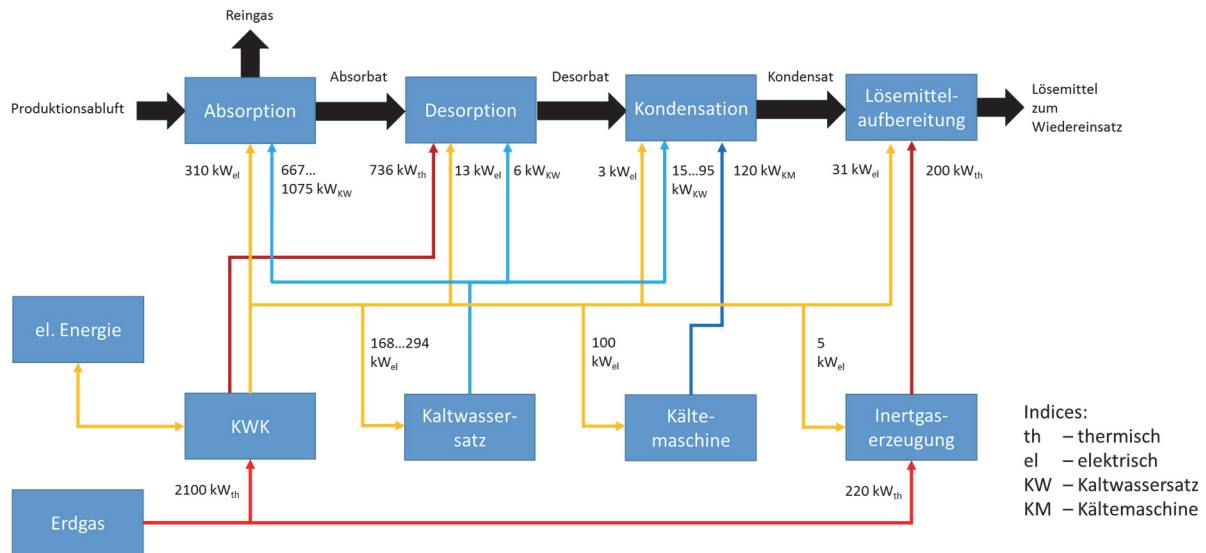 Reingas
Produktionsabluft
Absorption
Absorbat
Desorption
Desorbat
Kondensation
Kondensat
Lösemittel-
aufbereitung
Lösemittel
zum
Wiedereinsatz
310 kWel
667...
1075 kWKW
736 kWth
13 kWel
6 kWKW
3 kWel
15...95
kWKW
120 kWKM
31 kWel
200 kWth
el. Energie
168...294
kWel
100
kWel
5
kWel
KWK
Kaltwasser-
satz
Kälte-
maschine
Inertgas-
erzeugung
2100 kWth
220 kWth
Erdgas
Indices:
th – thermisch
el – elektrisch
KW – Kaltwassersatz
KM – Kältemaschine